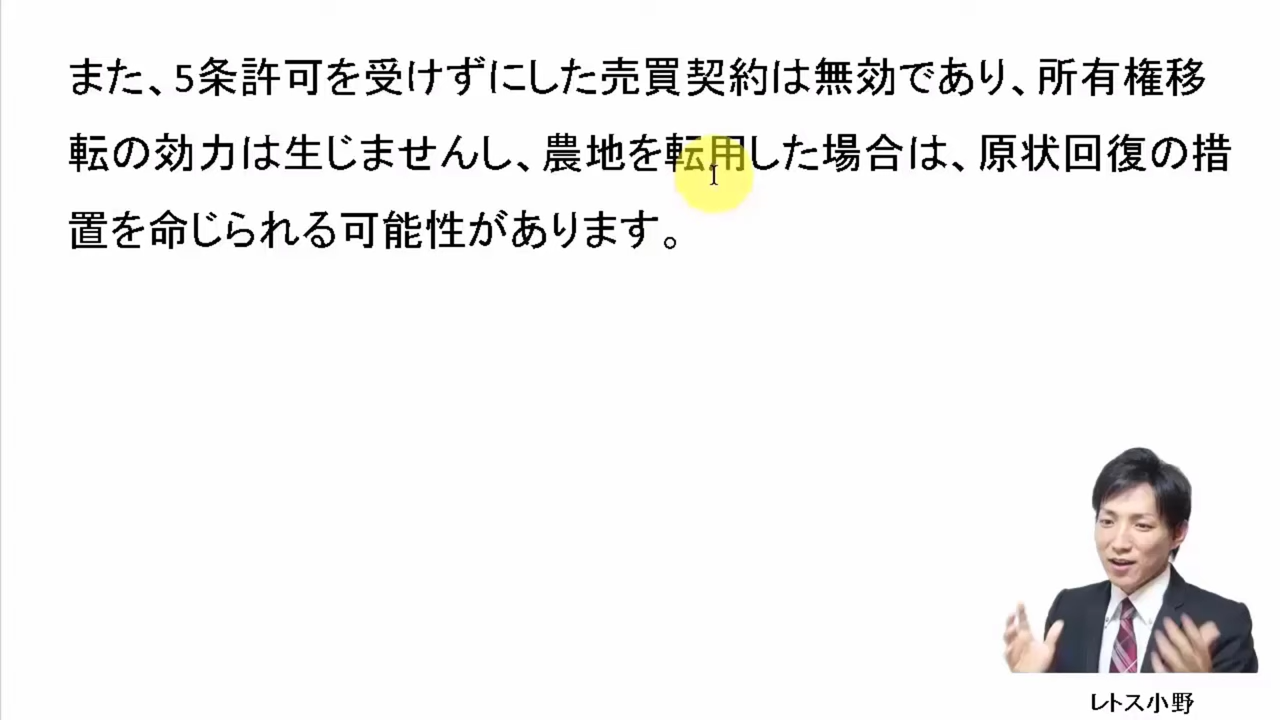 また、5条許可を受けずにした売買契約は無効であり、所有権移
転の効力は生じませんし、農地を転用した場合は、原状回復の措
置を命じられる可能性があります。
レトス小野